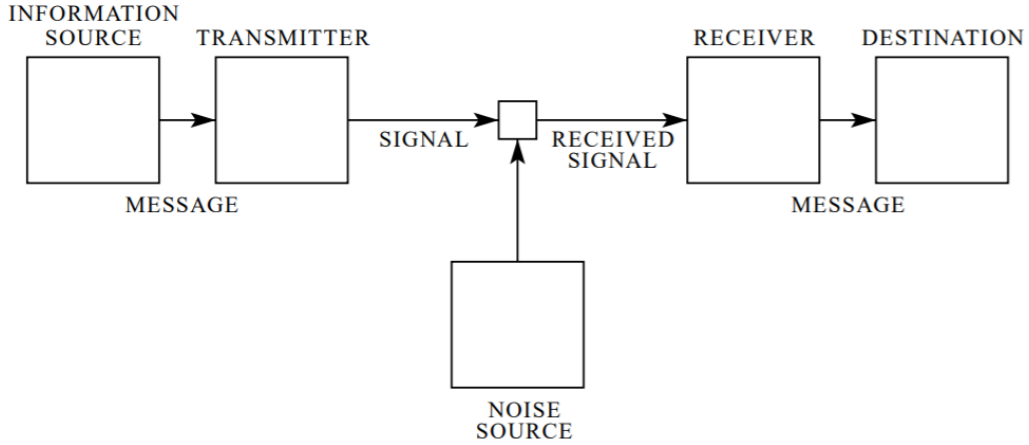 INFORMATION
SOURCE
TRANSMITTER
RECEIVER
DESTINATION
SIGNAL
RECEIVED
SIGNAL
MESSAGE
MESSAGE
NOISE
SOURCE